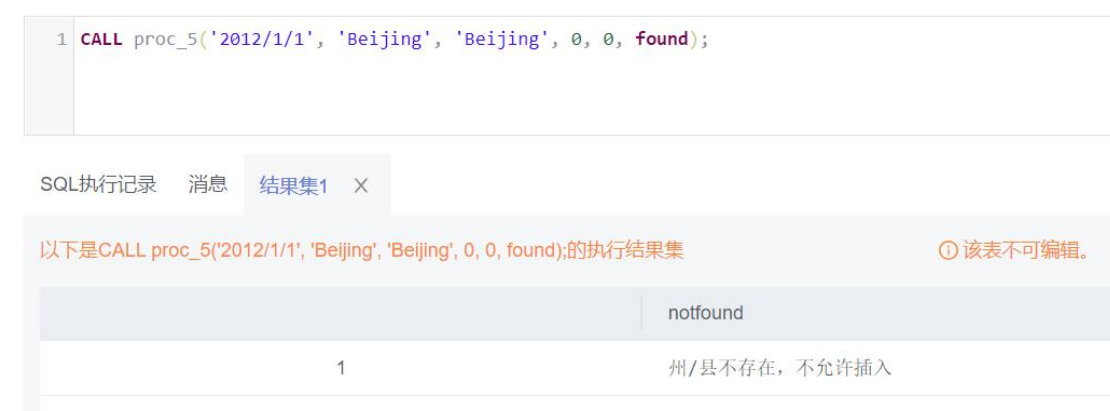 1 CALL proc_5('2012/1/1', 'Beijing', 'Beijing', 0, 0, found);
SQL执行记录 消息 结果集1 X
以下是CALL proc_5('2012/1/1', 'Beijing', 'Beijing', 0, 0, found);的执行结果集 该表不可编辑。
notfound
1 州/县不存在，不允许插入